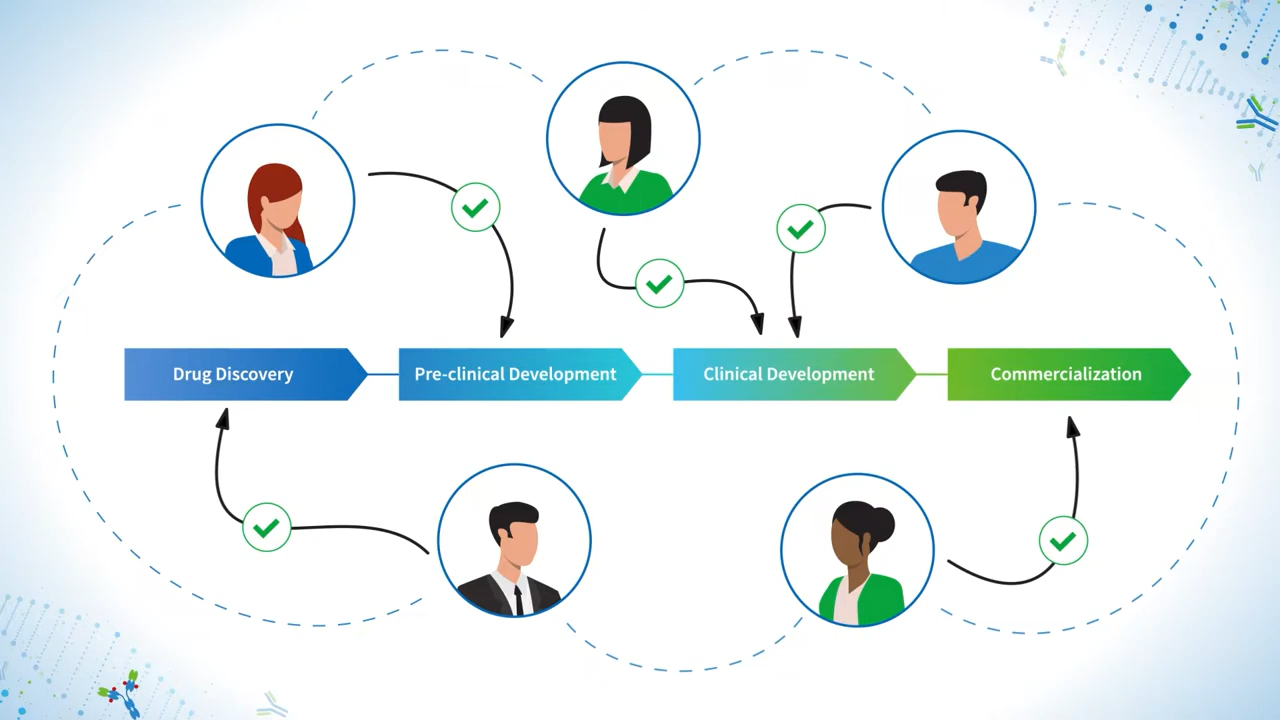 Drug Discovery
Pre-clinical Development
Clinical Development
Commercialization